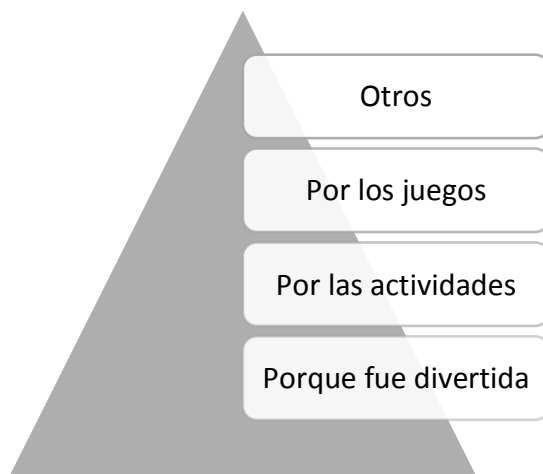 Otros
Por los juegos
Por las actividades
Porque fue divertida